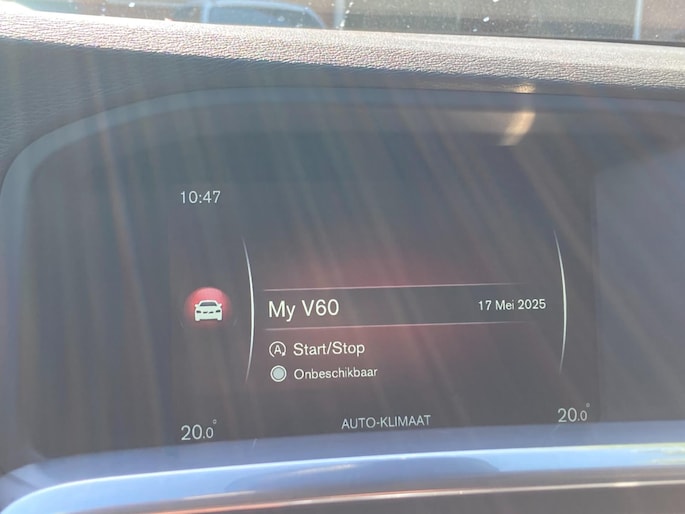 10:47
My V60 17 Mei 2025
A Start/Stop
Onbeschikbaar
20.0° AUTO-KLIMAAT 20.0°